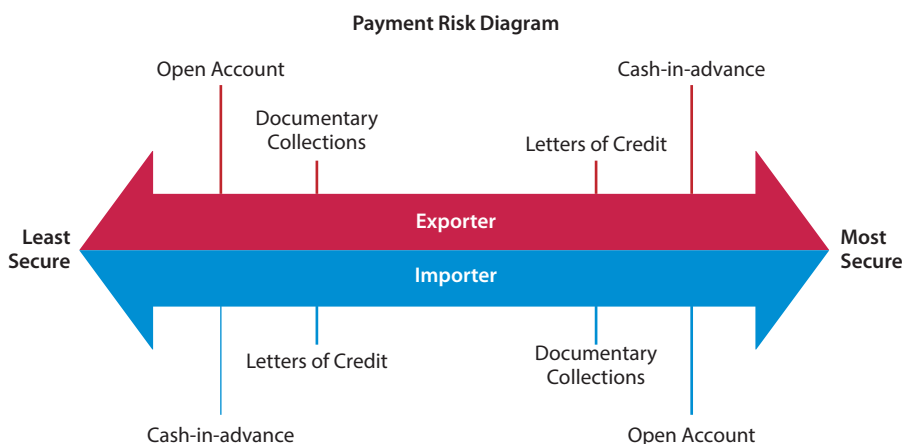 Payment Risk Diagram
Open Account
Cash-in-advance
Documentary
Collections
Letters of Credit
Exporter
Least
Secure
Most
Secure
Importer
Letters of Credit
Documentary
Collections
Cash-in-advance
Open Account